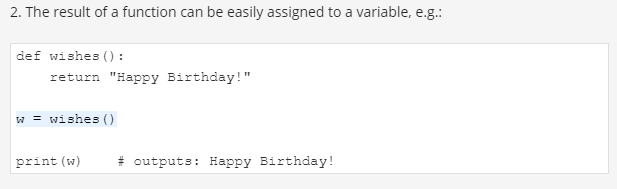 2. The result of a function can be easily assigned to a variable, e.g.:
def wishes():
    return "Happy Birthday!"
w = wishes()
print(w)    # outputs: Happy Birthday!